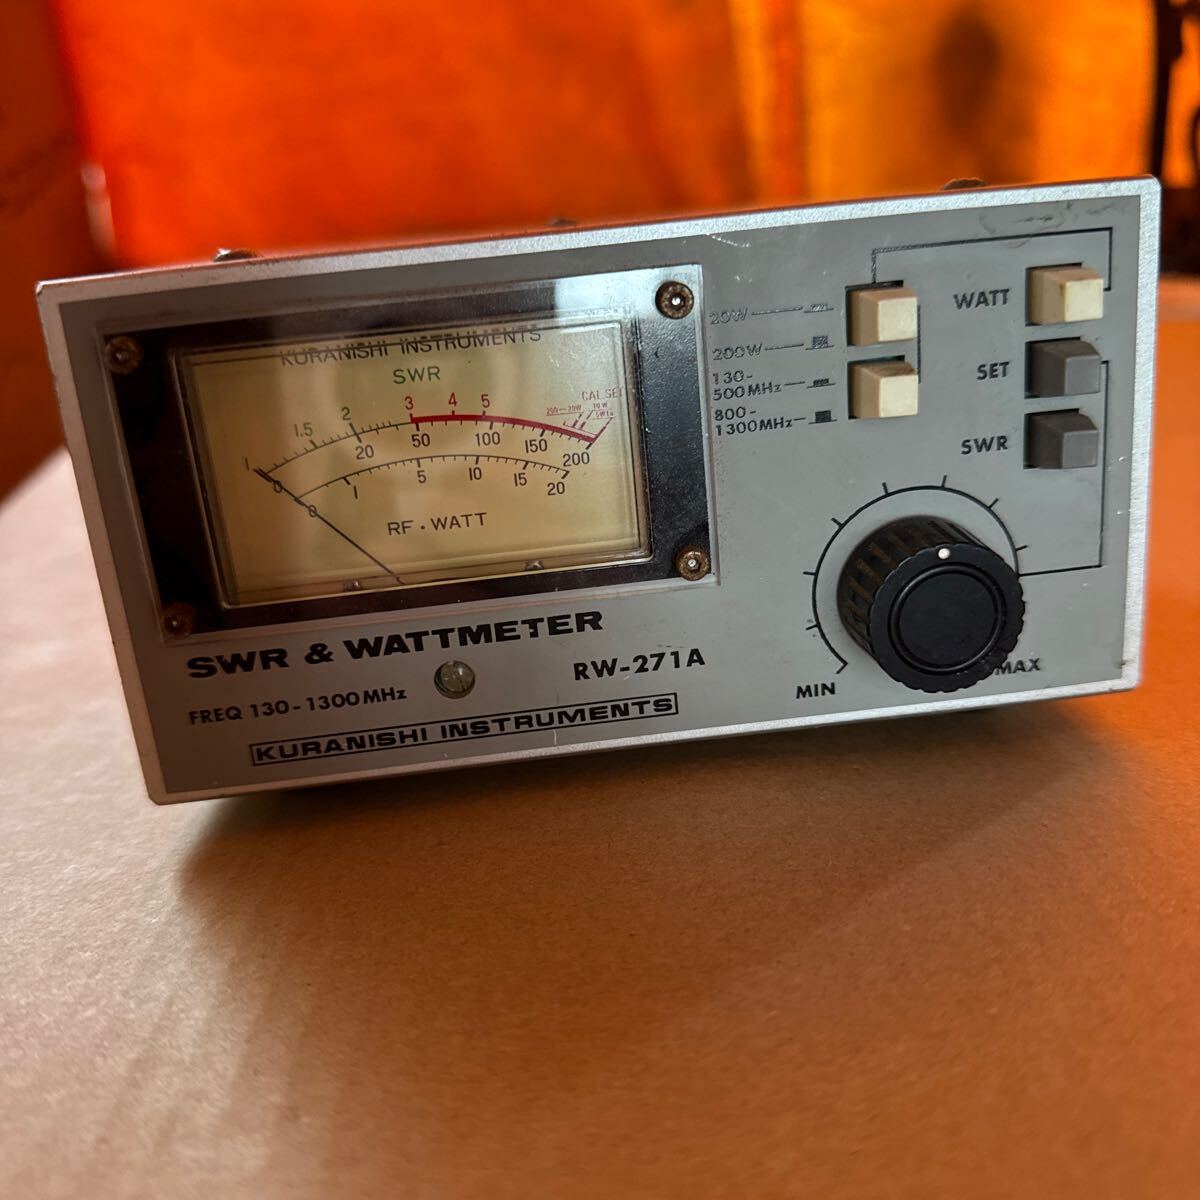 KURANISHI INSTRUMENTS
SWR
CAL SET
1 1.5 2 3 4 5
0 20 50 100 150 200
0 1 5 10 15 20
RF · WATT
SWR & WATTMETER
FREQ 130-1300MHz
RW-271A
KURANISHI INSTRUMENTS
20W
200W
130-
500MHz
800-
1300MHz
WATT
SET
SWR
MIN
MAX